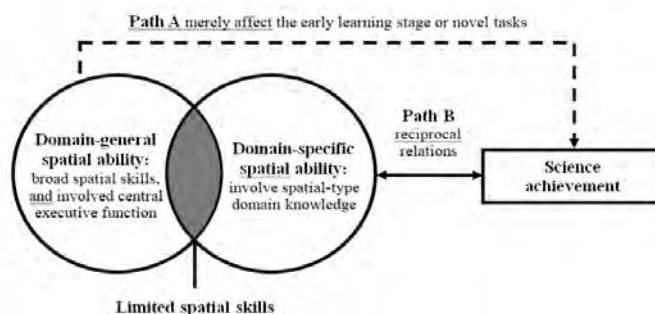 Path A merely affect the early learning stage or novel tasks
Domain-general
spatial ability:
broad spatial skills,
and involved central
executive function
Domain-specific
spatial ability:
involve spatial-type
domain knowledge
Path B
reciprocal
relations
Science
achievement
Limited spatial skills